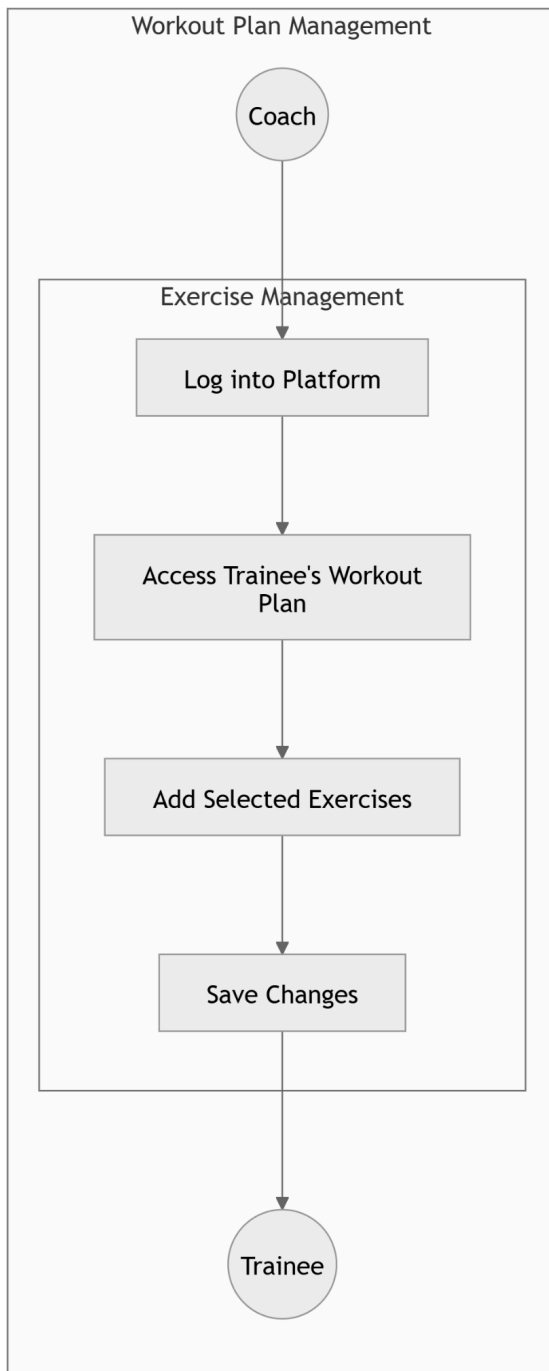 Workout Plan Management
Coach
Exercise Management
Log into Platform
Access Trainee's Workout
Plan
Add Selected Exercises
Save Changes
Trainee